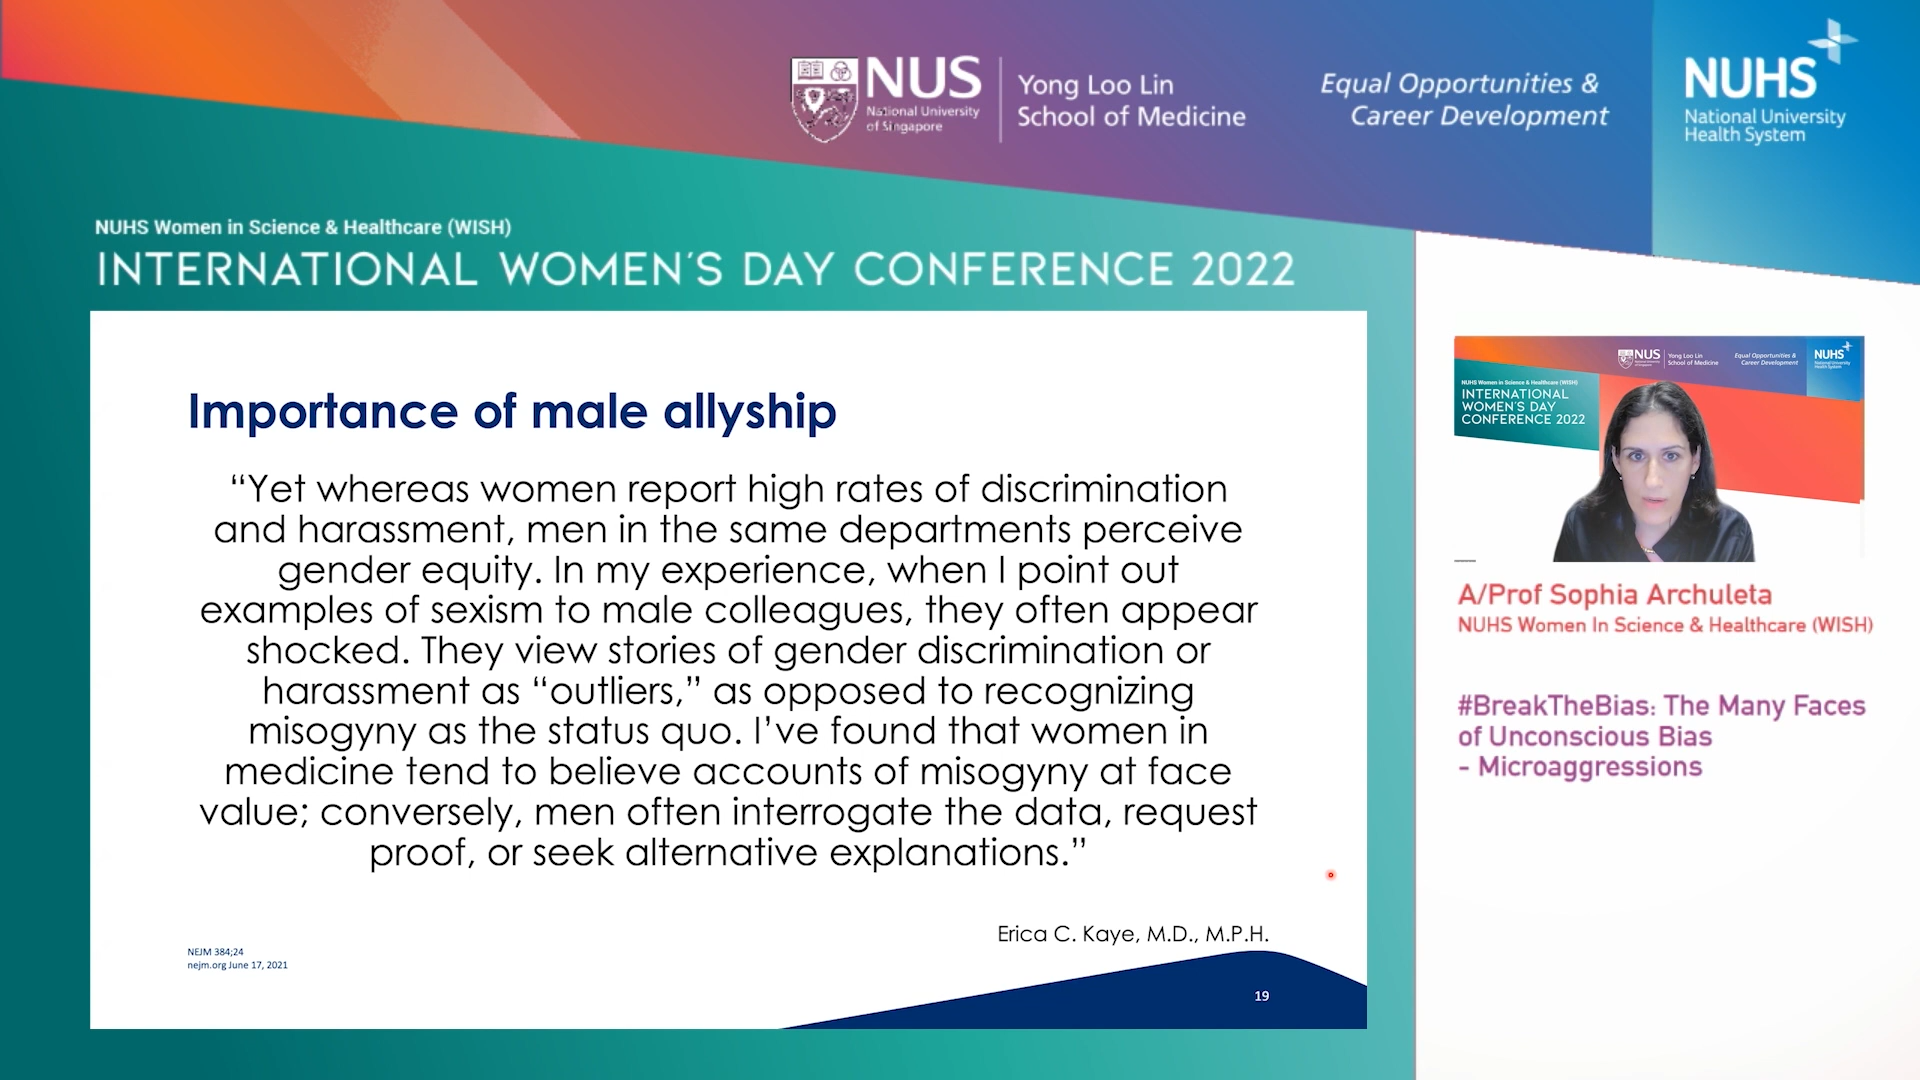 NUS
National University
of Singapore
Yong Loo Lin
School of Medicine
Equal Opportunities &
Career Development
NUHS
National University
Health System
NUHS Women in Science & Healthcare (WISH)
INTERNATIONAL WOMEN'S DAY CONFERENCE 2022
Importance of male allyship
“Yet whereas women report high rates of discrimination
and harassment, men in the same departments perceive
gender equity. In my experience, when I point out
examples of sexism to male colleagues, they often appear
shocked. They view stories of gender discrimination or
harassment as “outliers,” as opposed to recognizing
misogyny as the status quo. I’ve found that women in
medicine tend to believe accounts of misogyny at face
value; conversely, men often interrogate the data, request
proof, or seek alternative explanations.”
Erica C. Kaye, M.D., M.P.H.
NEJM 384;24
nejm.org June 17, 2021
19
NUS
Yong Loo Lin
School of Medicine
Equal Opportunities &
Career Development
NUHS
NUHS Women in Science & Healthcare (WISH)
INTERNATIONAL
WOMEN'S DAY
CONFERENCE 2022
A/Prof Sophia Archuleta
NUHS Women In Science & Healthcare (WISH)
#BreakTheBias: The Many Faces
of Unconscious Bias
- Microaggressions